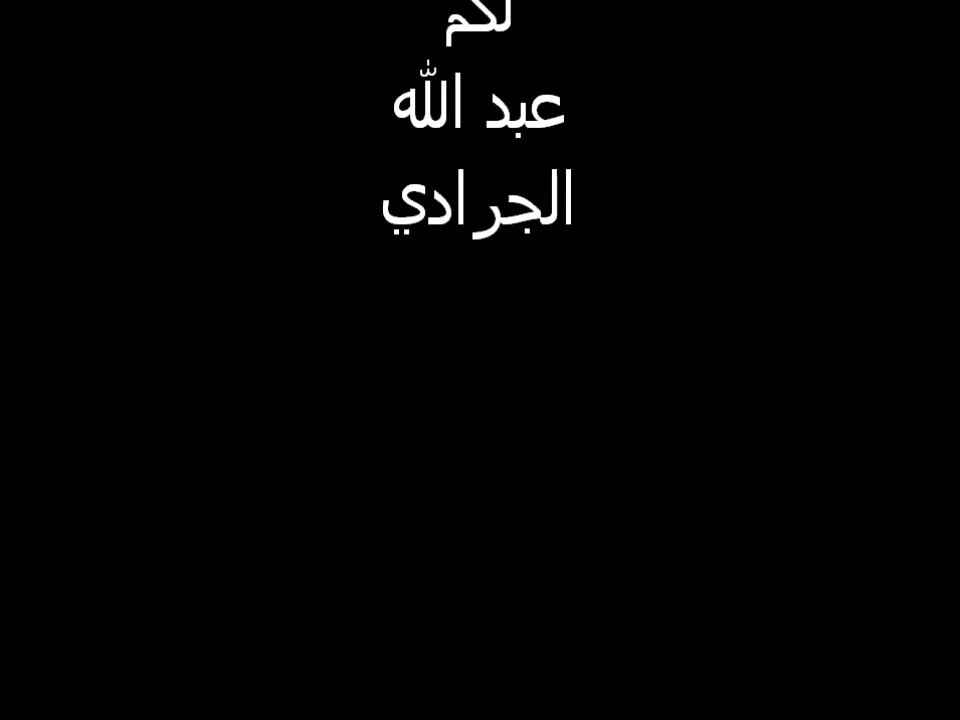 لكم
عبد الله
الجرادي